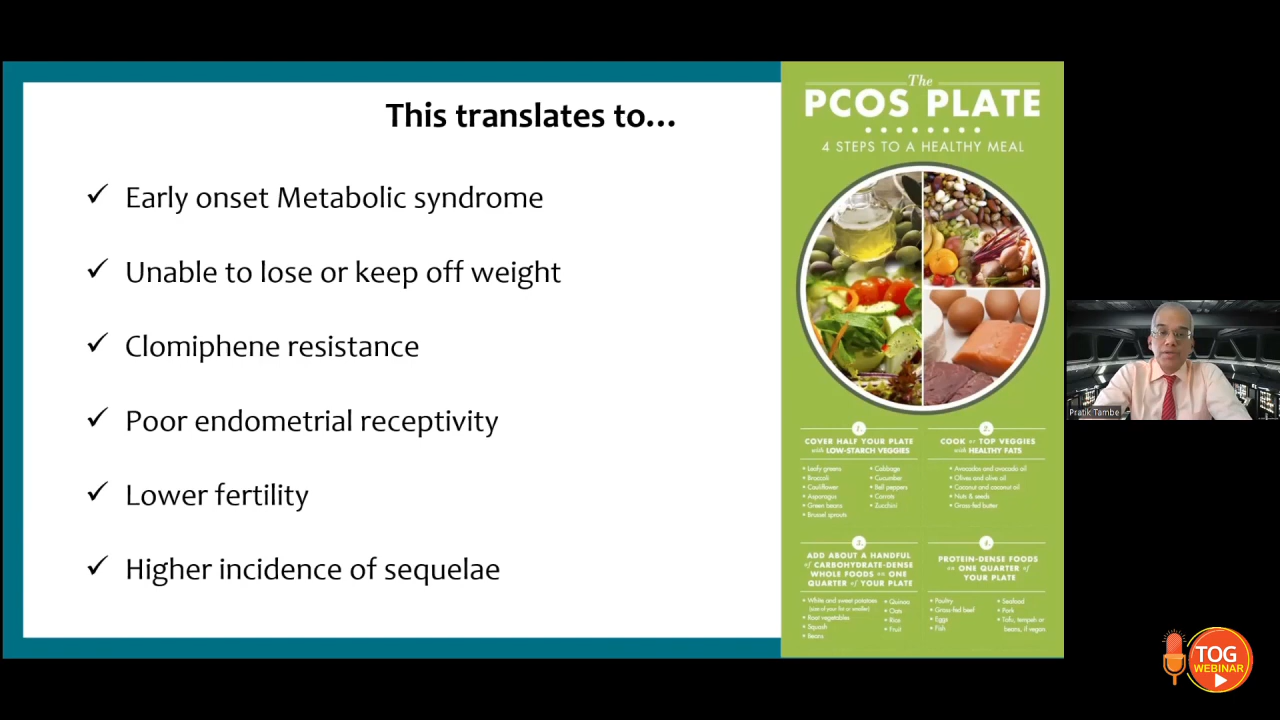 This translates to...
✓ Early onset Metabolic syndrome
✓ Unable to lose or keep off weight
✓ Clomiphene resistance
✓ Poor endometrial receptivity
✓ Lower fertility
✓ Higher incidence of sequelae
The
PCOS PLATE
4 STEPS TO A HEALTHY MEAL
1.
COVER HALF YOUR PLATE
with LOW-STARCH VEGGIES
• Leafy greens
• Broccoli
• Cauliflower
• Asparagus
• Green beans
• Brussel sprouts
• Cabbage
• Cucumber
• Bell peppers
• Carrots
• Zucchini
2.
COOK or TOP VEGGIES
with HEALTHY FATS
• Avocados and avocado oil
• Olives and olive oil
• Coconut and coconut oil
• Nuts & seeds
• Grass-fed butter
3.
ADD ABOUT A HANDFUL
of CARBOHYDRATE-DENSE
WHOLE FOODS on ONE
QUARTER of YOUR PLATE
• White and sweet potatoes
(size of your fist or smaller)
• Root vegetables
• Squash
• Beans
• Quinoa
• Oats
• Rice
• Fruit
4.
PROTEIN-DENSE FOODS
on ONE QUARTER of
YOUR PLATE
• Poultry
• Grass-fed beef
• Eggs
• Fish
• Seafood
• Pork
• Tofu, tempeh or
beans, if vegan
Pratik Tambe
TOG
WEBINAR